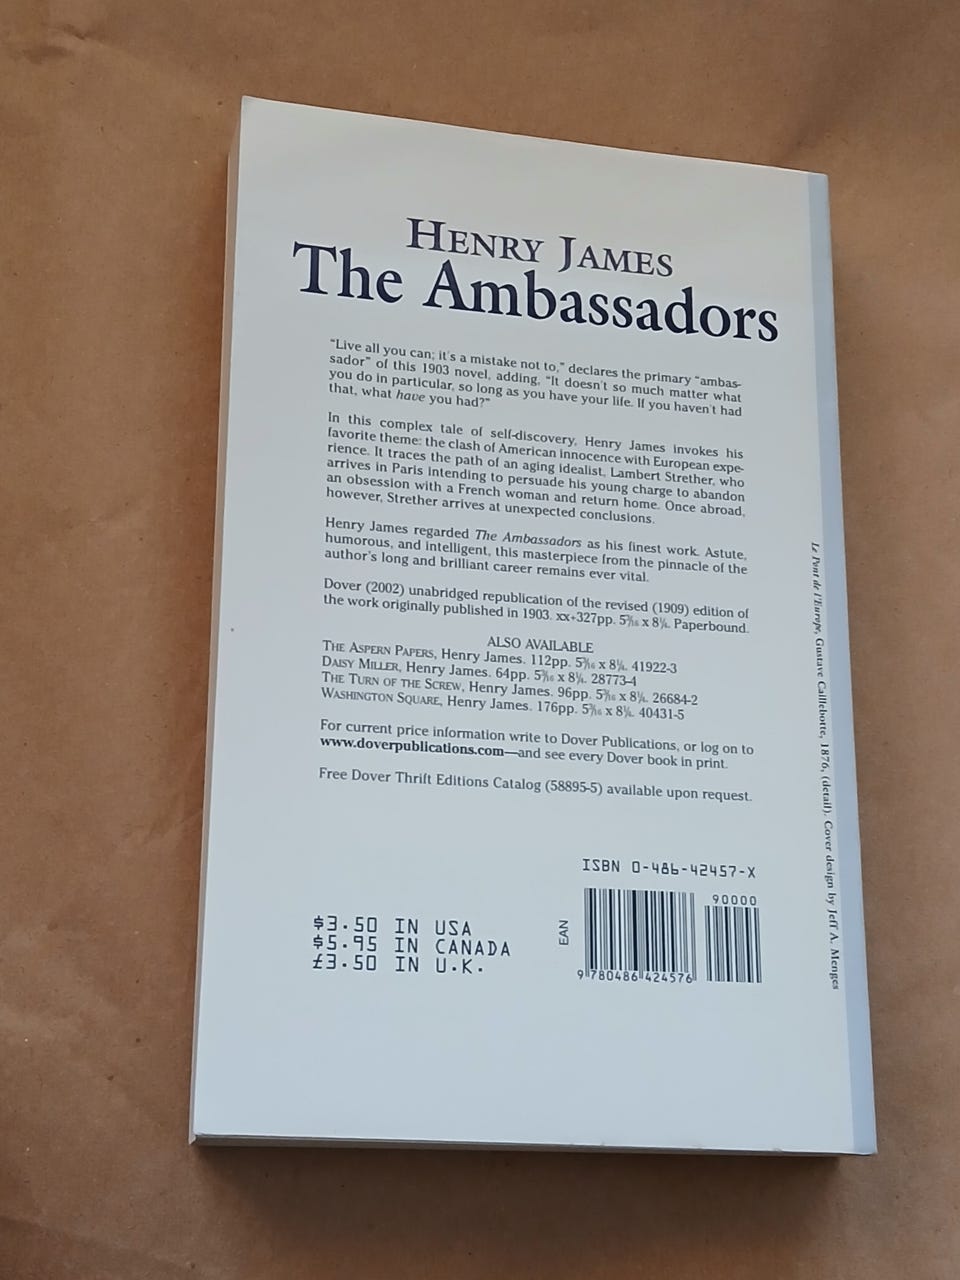 HENRY JAMES
The Ambassadors
"Live all you can; it's a mistake not to," declares the primary "ambas-
sador" of this 1903 novel, adding, "It doesn't so much matter what
you do in particular, so long as you have your life. If you haven't had
that, what have you had?"
In this complex tale of self-discovery, Henry James invokes his
favorite theme: the clash of American innocence with European expe-
rience. It traces the path of an aging idealist, Lambert Strether, who
arrives in Paris intending to persuade his young charge to abandon
an obsession with a French woman and return home. Once abroad,
however, Strether arrives at unexpected conclusions.
Henry James regarded The Ambassadors as his finest work. Astute,
humorous, and intelligent, this masterpiece from the pinnacle of the
author's long and brilliant career remains ever vital.
Dover (2002) unabridged republication of the revised (1909) edition of
the work originally published in 1903. xx+327pp. 5³⁄₁₆ x 8¼. Paperbound.
ALSO AVAILABLE
THE ASPERN PAPERS, Henry James. 112pp. 5³⁄₁₆ x 8¼. 41922-3
DAISY MILLER, Henry James. 64pp. 5³⁄₁₆ x 8¼. 28773-4
THE TURN OF THE SCREW, Henry James. 96pp. 5³⁄₁₆ x 8¼. 26684-2
WASHINGTON SQUARE, Henry James. 176pp. 5³⁄₁₆ x 8¼. 40431-5
For current price information write to Dover Publications, or log on to
www.doverpublications.com—and see every Dover book in print.
Free Dover Thrift Editions Catalog (58895-5) available upon request.
Le Pont de l'Europe, Gustave Caillebotte, 1876, (detail). Cover design by Jeff A. Menges
ISBN 0-486-42457-X
90000
EAN
9 780486 424576
$3.50 IN USA
$5.95 IN CANADA
£3.50 IN U.K.